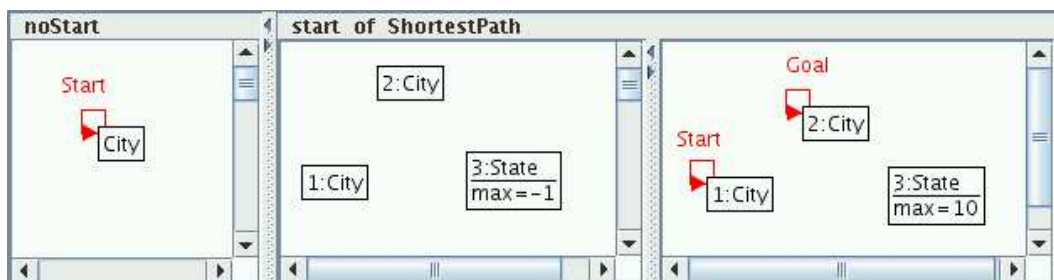 noStart
start of ShortestPath
Start
City
2:City
1:City
3:State
max=-1
Goal
2:City
Start
1:City
3:State
max=10